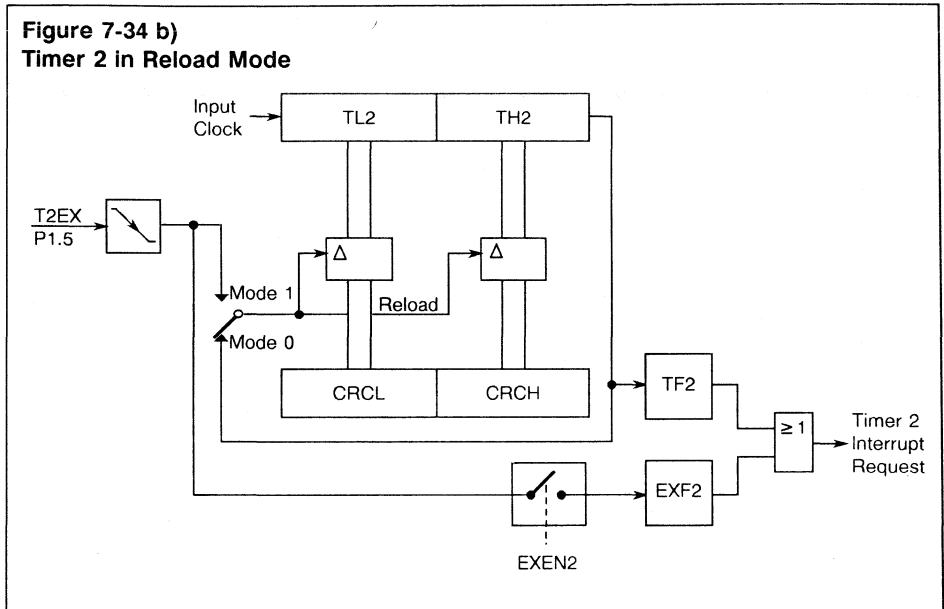 Figure 7-34 b)
Timer 2 in Reload Mode
Input
Clock
TL2
TH2
T2EX
P1.5
Δ
Δ
Mode 1
Reload
Mode 0
CRCL
CRCH
TF2
≥ 1
Timer 2
Interrupt
Request
EXF2
EXEN2